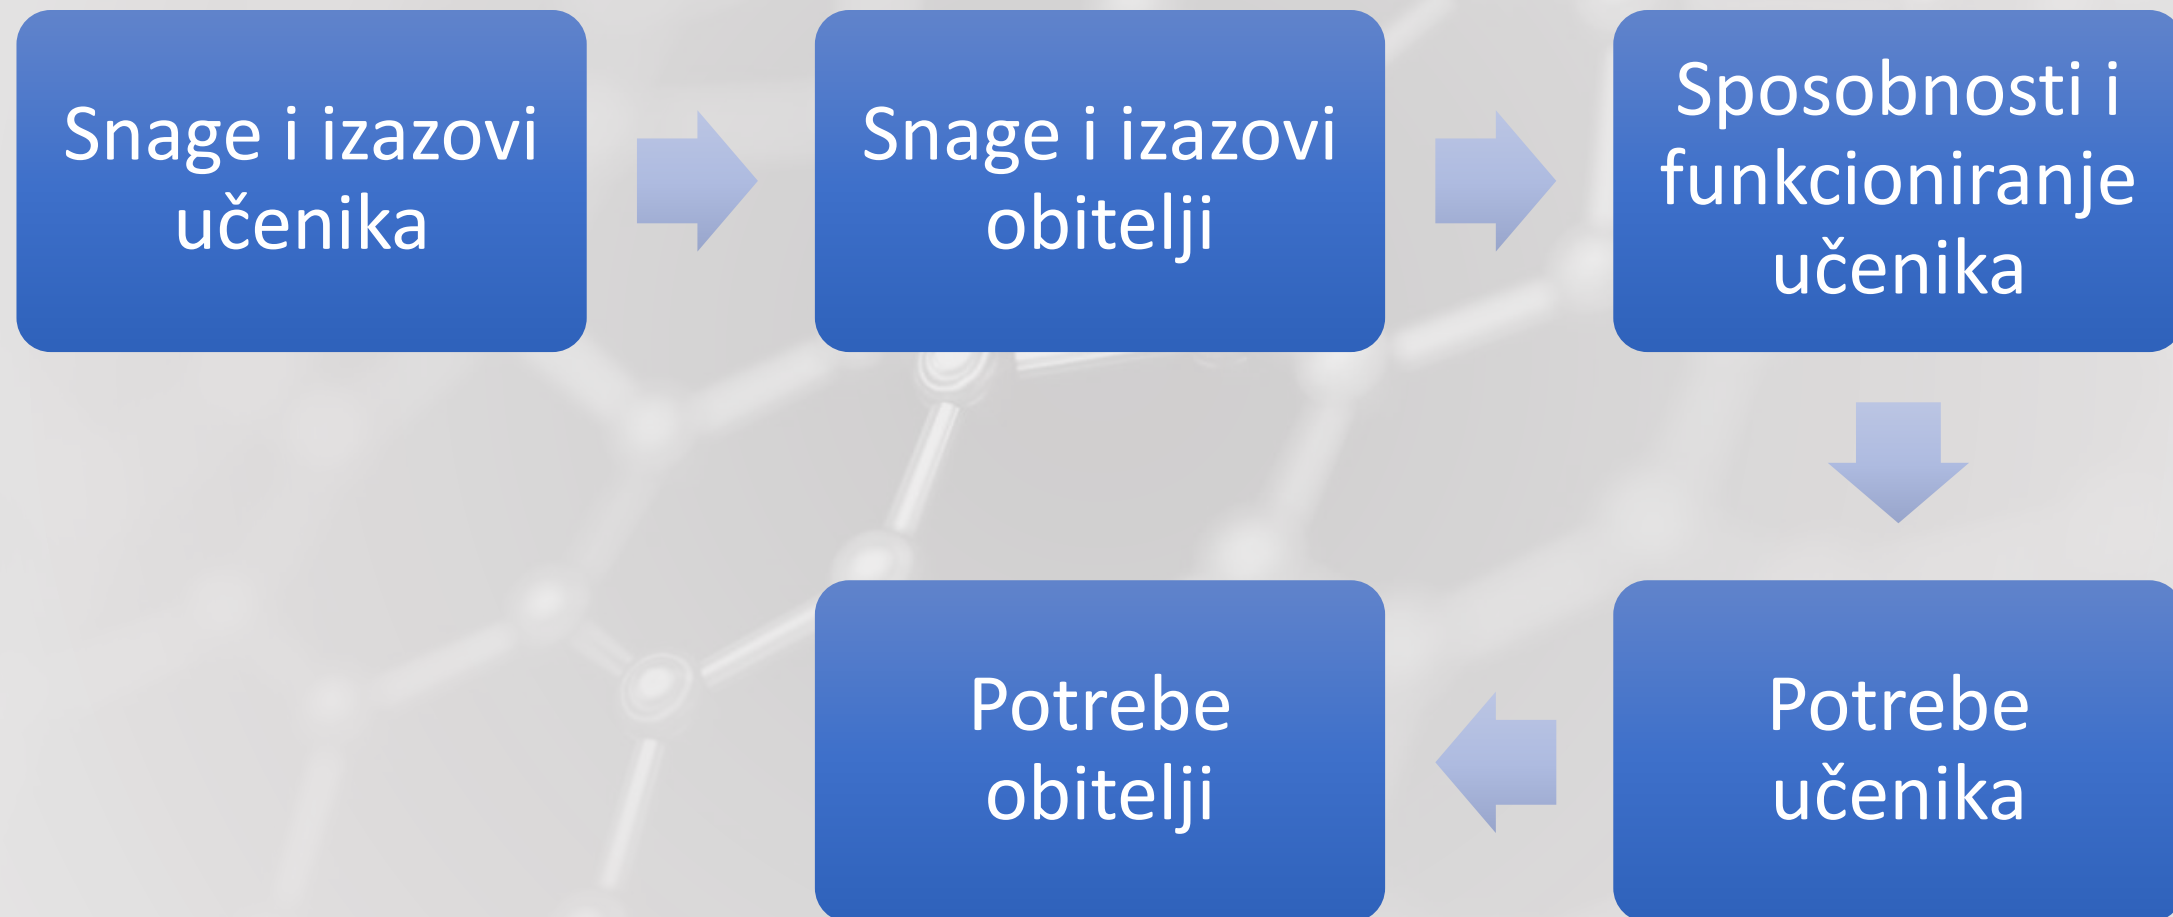 Snage i izazovi
učenika
Snage i izazovi
obitelji
Sposobnosti i
funkcioniranje
učenika
Potrebe
učenika
Potrebe
obitelji